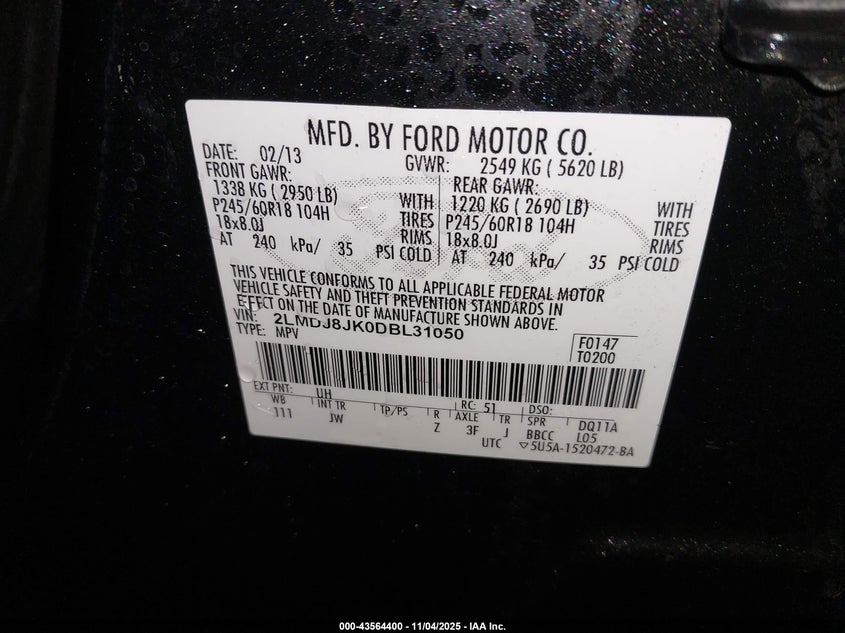 MFD. BY FORD MOTOR CO.
DATE: 02/13 GVWR: 2549 KG ( 5620 LB)
FRONT GAWR: REAR GAWR:
1338 KG ( 2950 LB) WITH 1220 KG ( 2690 LB) WITH
P245/60R18 104H TIRES P245/60R18 104H TIRES
18x8.0J RIMS 18x8.0J RIMS
AT 240 kPa/ 35 PSI COLD AT 240 kPa/ 35 PSI COLD
THIS VEHICLE CONFORMS TO ALL APPLICABLE FEDERAL MOTOR
VEHICLE SAFETY AND THEFT PREVENTION STANDARDS IN
EFFECT ON THE DATE OF MANUFACTURE SHOWN ABOVE.
VIN: 2LMDJ8JK0DBL31050
TYPE: MPV
F0147
T0200
EXT PNT: UH RC: 51 DSO:
WB INT TR TP/PS R AXLE TR SPR DQ11A
111 JW Z 3F J BBCC L05
UTC ▽5U5A-1520472-BA
000-43564400 - 11/04/2025 - IAA Inc.